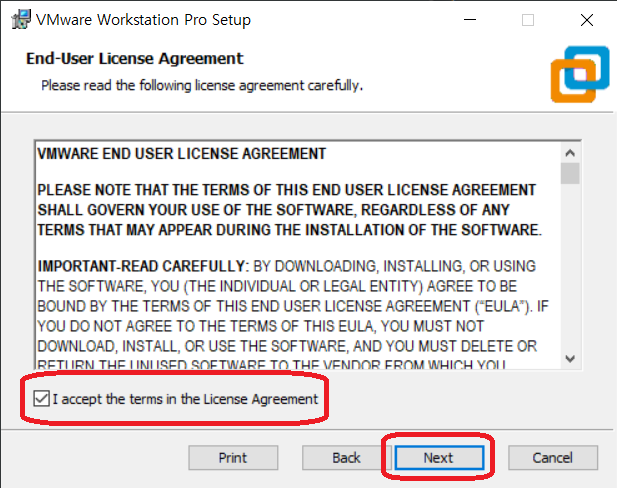 VMware Workstation Pro Setup
End-User License Agreement
Please read the following license agreement carefully.
VMWARE END USER LICENSE AGREEMENT
PLEASE NOTE THAT THE TERMS OF THIS END USER LICENSE AGREEMENT
SHALL GOVERN YOUR USE OF THE SOFTWARE, REGARDLESS OF ANY
TERMS THAT MAY APPEAR DURING THE INSTALLATION OF THE SOFTWARE.
IMPORTANT-READ CAREFULLY: BY DOWNLOADING, INSTALLING, OR USING
THE SOFTWARE, YOU (THE INDIVIDUAL OR LEGAL ENTITY) AGREE TO BE
BOUND BY THE TERMS OF THIS END USER LICENSE AGREEMENT (“EULA”). IF
YOU DO NOT AGREE TO THE TERMS OF THIS EULA, YOU MUST NOT
DOWNLOAD, INSTALL, OR USE THE SOFTWARE, AND YOU MUST DELETE OR
RETURN THE UNUSED SOFTWARE TO THE VENDOR FROM WHICH YOU
I accept the terms in the License Agreement
Print Back Next Cancel